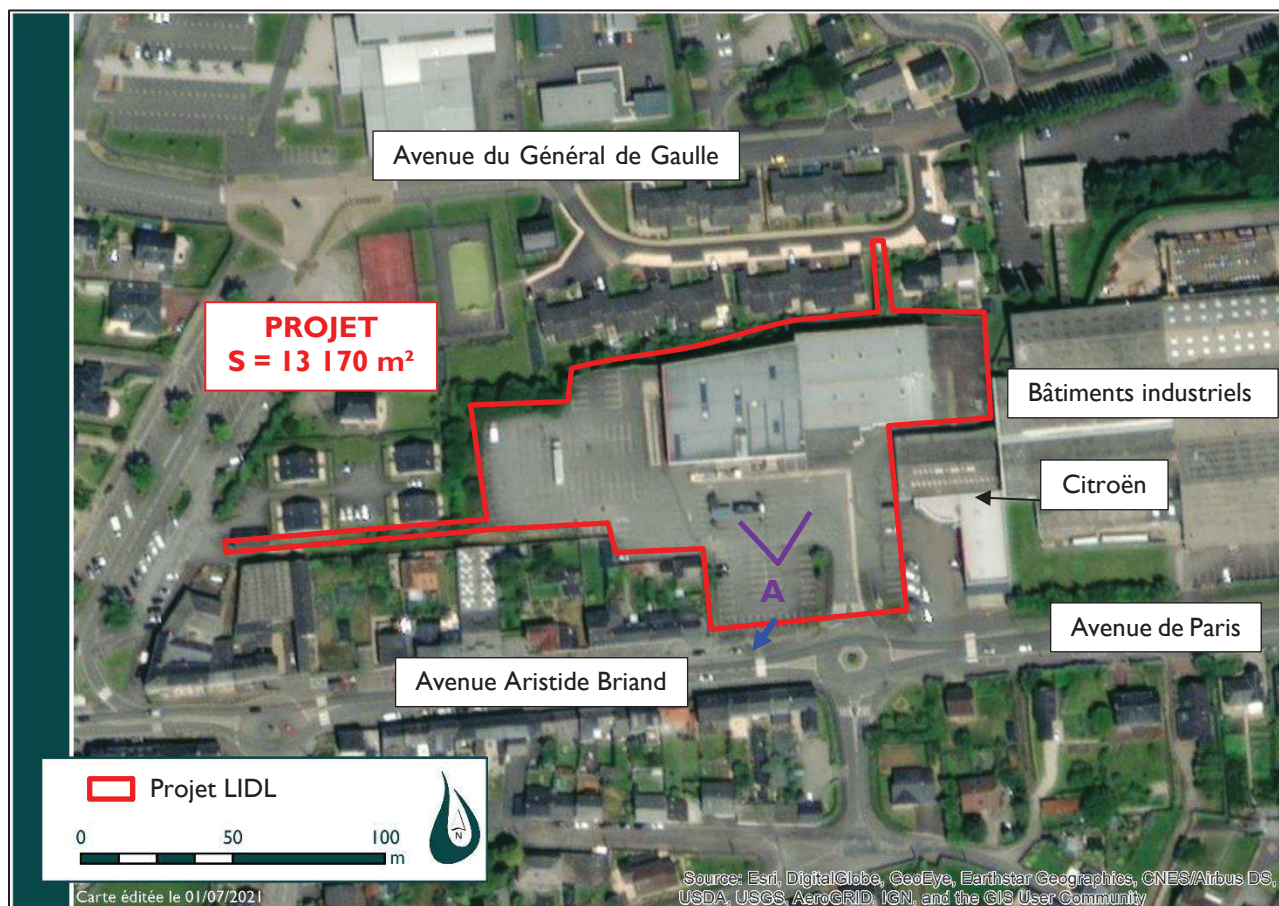 Avenue du Général de Gaulle
PROJET
S = 13 170 m²
Bâtiments industriels
Citroën
A
Avenue de Paris
Avenue Aristide Briand
Projet LIDL
0 50 100
m
N
Carte éditée le 01/07/2021
Source: Esri, DigitalGlobe, GeoEye, Earthstar Geographics, CNES/Airbus DS,
USDA, USGS, AeroGRID, IGN, and the GIS User Community